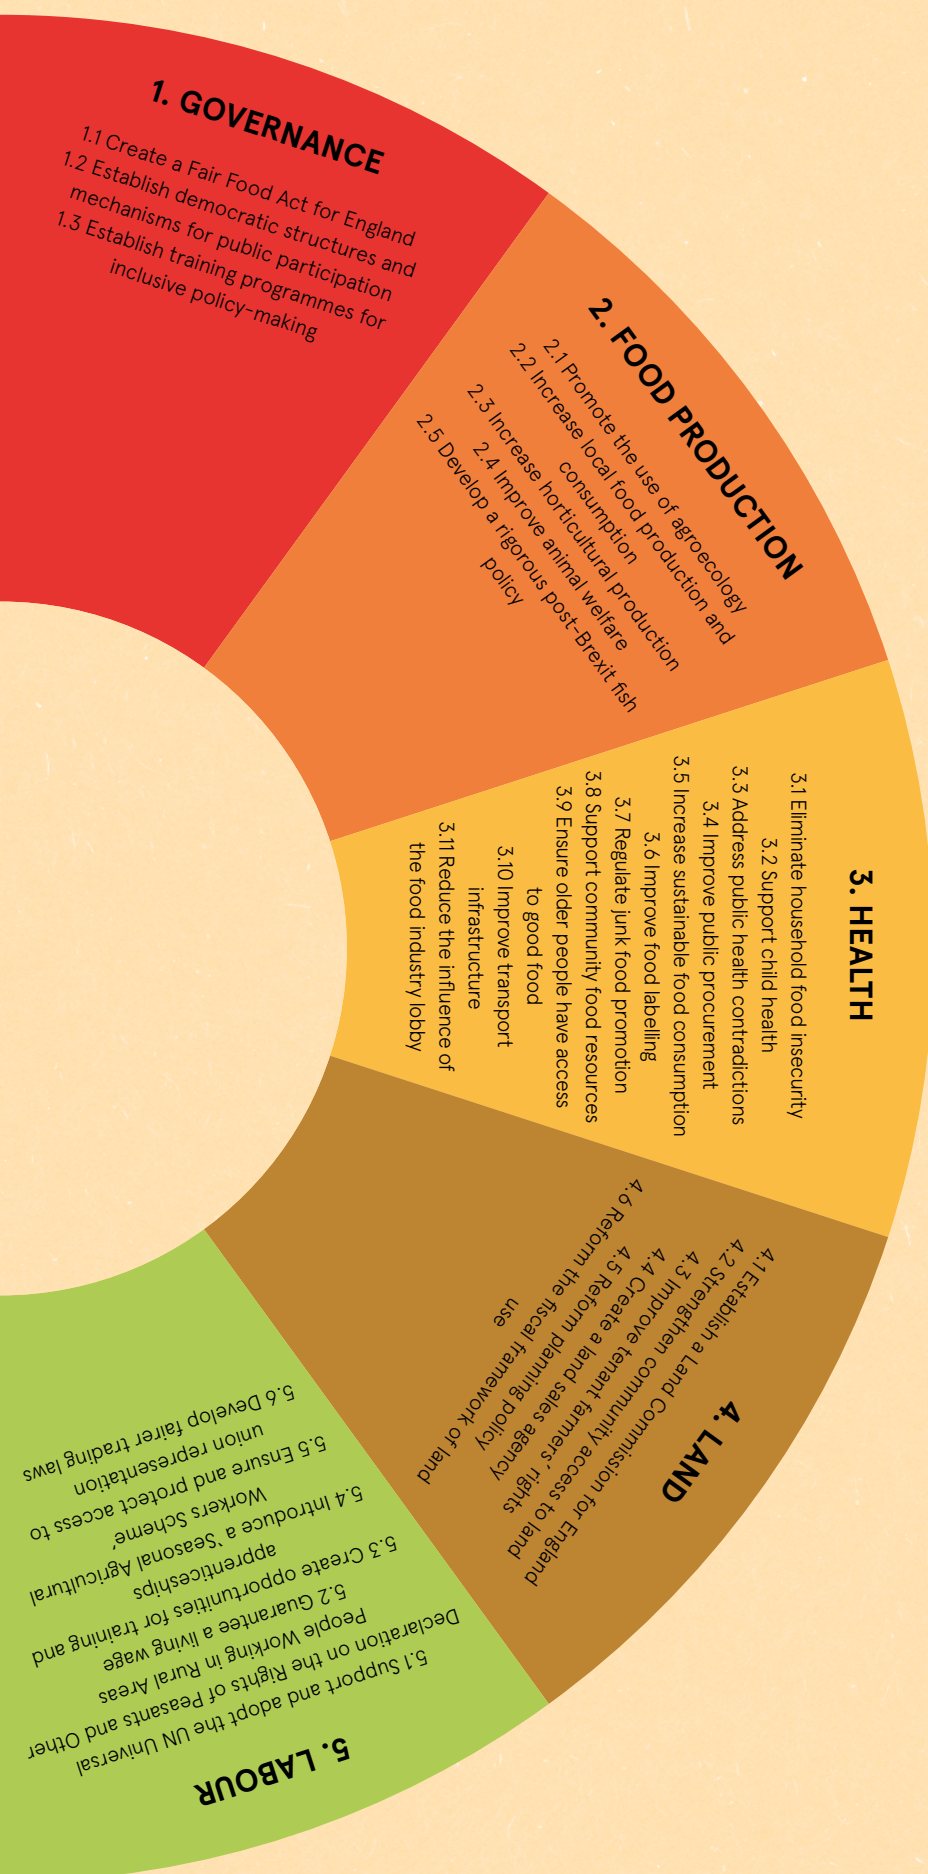 1. GOVERNANCE
1.1 Create a Fair Food Act for England
1.2 Establish democratic structures and
mechanisms for public participation
1.3 Establish training programmes for
inclusive policy-making
2. FOOD PRODUCTION
2.1 Promote the use of agroecology
2.2 Increase local food production and
consumption
2.3 Increase horticultural production
2.4 Improve animal welfare
2.5 Develop a rigorous post-Brexit fish
policy
3. HEALTH
3.1 Eliminate household food insecurity
3.2 Support child health
3.3 Address public health contradictions
3.4 Improve public procurement
3.5 Increase sustainable food consumption
3.6 Improve food labelling
3.7 Regulate junk food promotion
3.8 Support community food resources
3.9 Ensure older people have access
to good food
3.10 Improve transport
infrastructure
3.11 Reduce the influence of
the food industry lobby
4. LAND
4.1 Establish a Land Commission for England
4.2 Strengthen community access to land
4.3 Improve tenant farmers' rights
4.4 Create a land sales agency
4.5 Reform planning policy
4.6 Reform the fiscal framework of land
use
5. LABOUR
5.1 Support and adopt the UN Universal
Declaration on the Rights of Peasants and Other
People Working in Rural Areas
5.2 Guarantee a living wage
5.3 Create opportunities for training and
apprenticeships
5.4 Introduce a 'Seasonal Agricultural
Workers Scheme'
5.5 Ensure and protect access to
union representation
5.6 Develop fairer trading laws